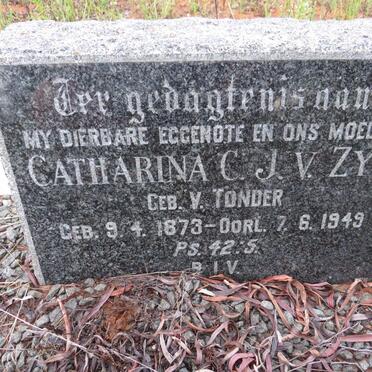 Ter gedagtenis aan
MY DIERBARE EGGENOTE EN ONS MOED
CATHARINA C. J. V. ZY
GEB. V. TONDER
GEB. 9. 4. 1873 - OORL. 7. 6. 1949
PS. 42:5.
R. I. V.